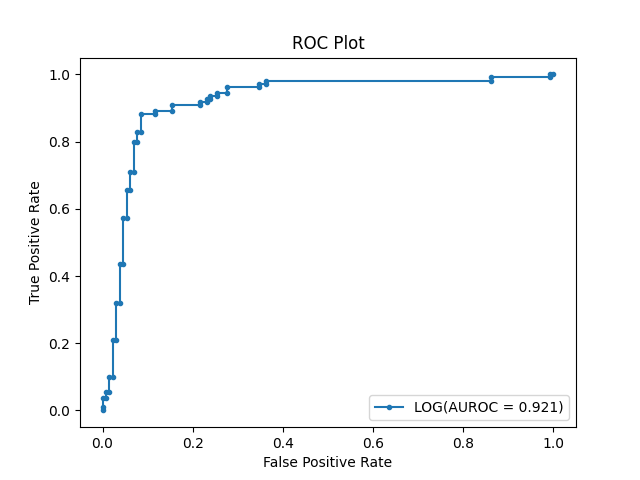 ROC Plot
1.0
0.8
0.6
0.4
0.2
0.0
True Positive Rate
LOG(AUROC = 0.921)
0.0 0.2 0.4 0.6 0.8 1.0
False Positive Rate